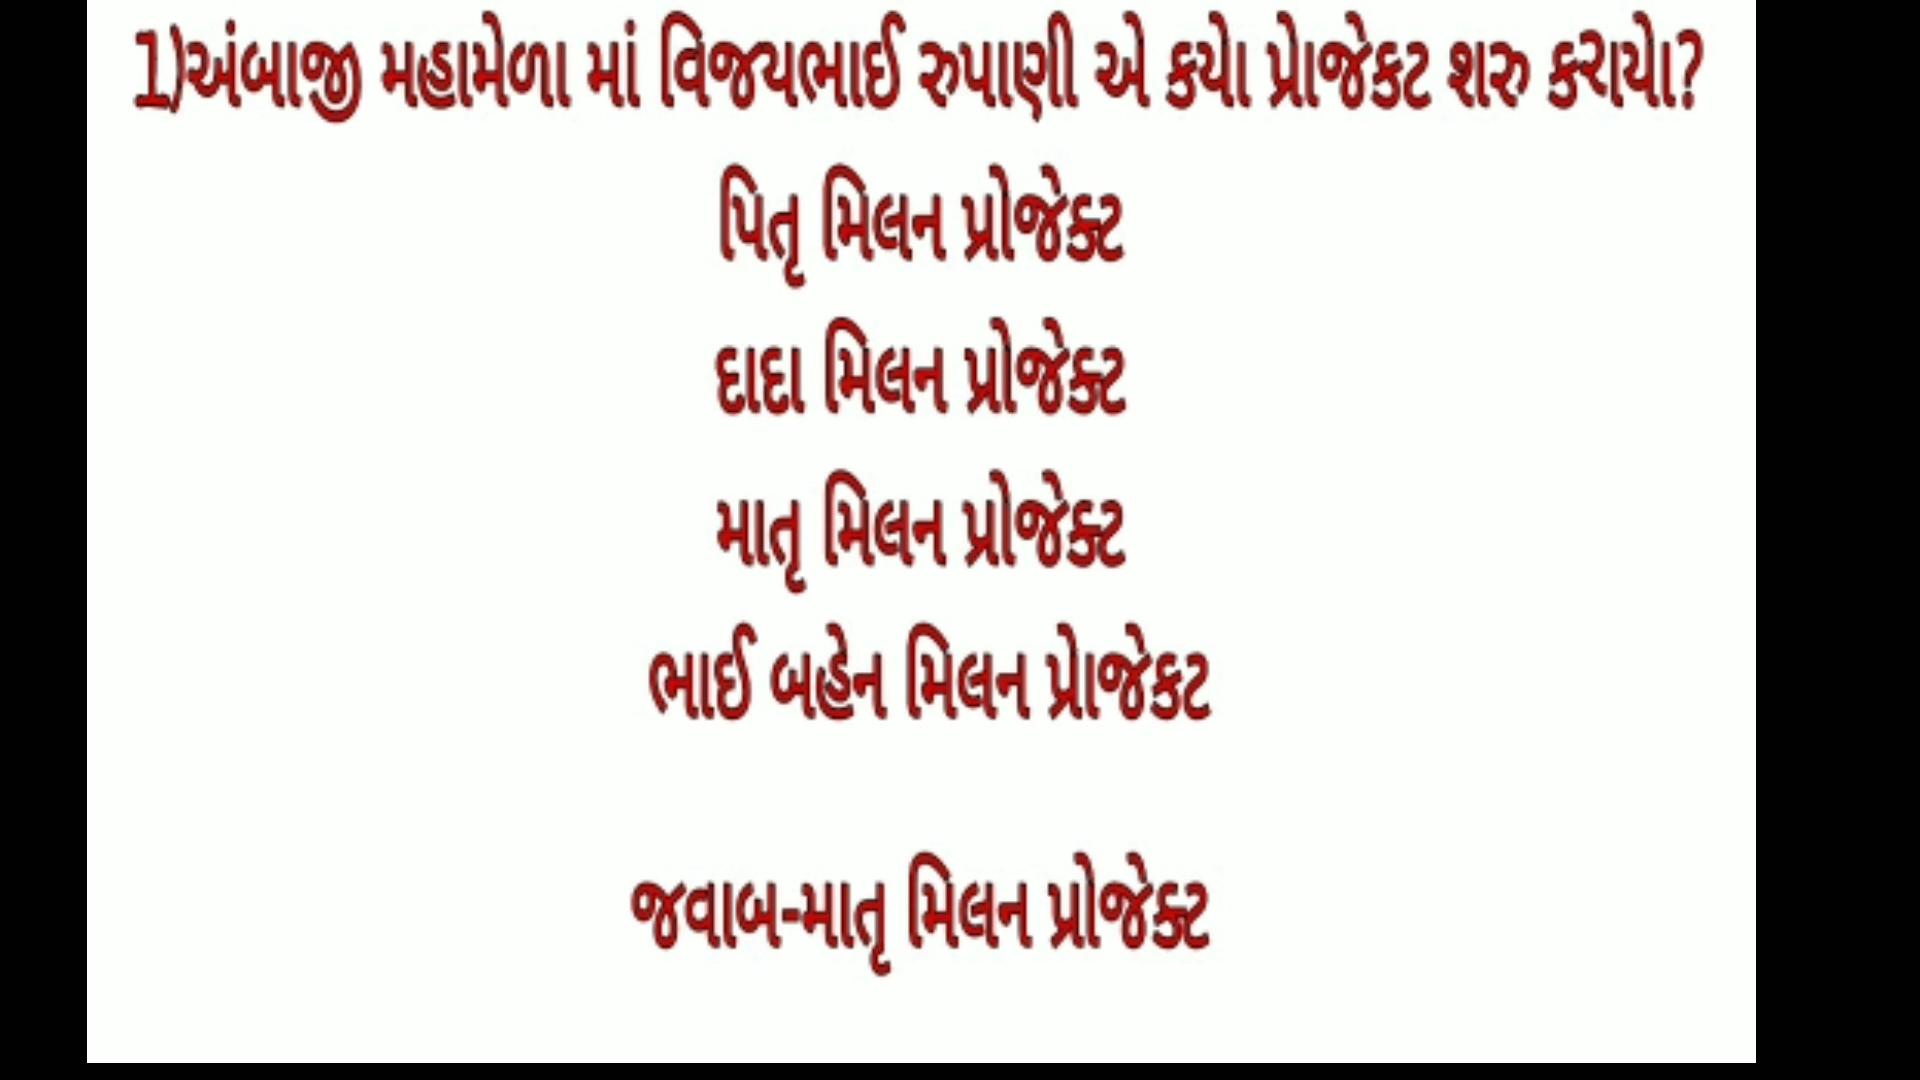 1)અંબાજી મહામેળા માં વિજયભાઈ રુપાણી એ કયો પ્રોજેકટ શરુ કરાયો?
પિતૃ મિલન પ્રોજેક્ટ
દાદા મિલન પ્રોજેક્ટ
માતૃ મિલન પ્રોજેક્ટ
ભાઈ બહેન મિલન પ્રોજેકટ
જવાબ-માતૃ મિલન પ્રોજેક્ટ